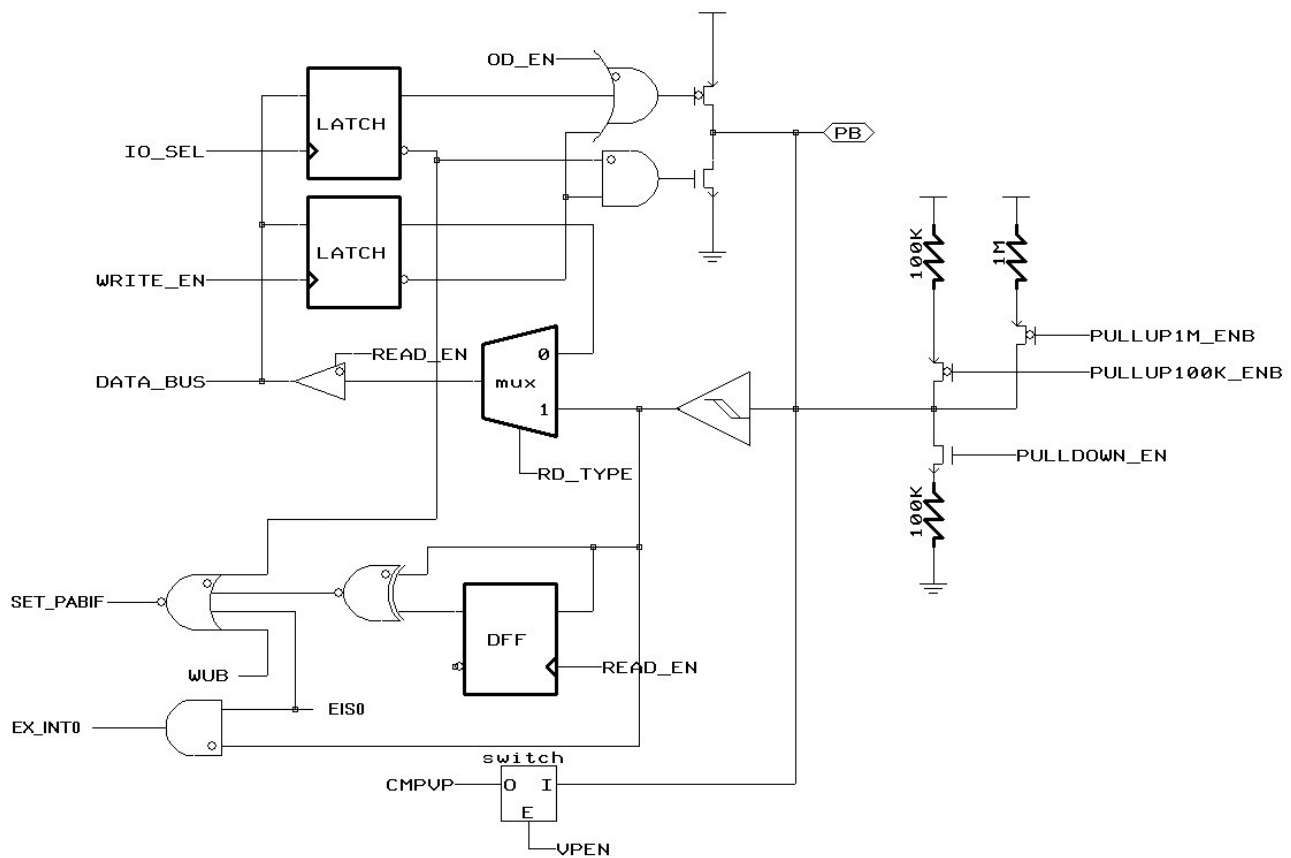 OD_EN
LATCH
PB
IO_SEL
100K
1M
LATCH
WRITE_EN
PULLUP1M_ENB
READ_EN
0
DATA_BUS
mux
PULLUP100K_ENB
1
PULLDOWN_EN
RD_TYPE
100K
SET_PABIF
DFF
WUB
READ_EN
EIS0
EX_INT0
switch
CMPVP
O I
E
VPEN